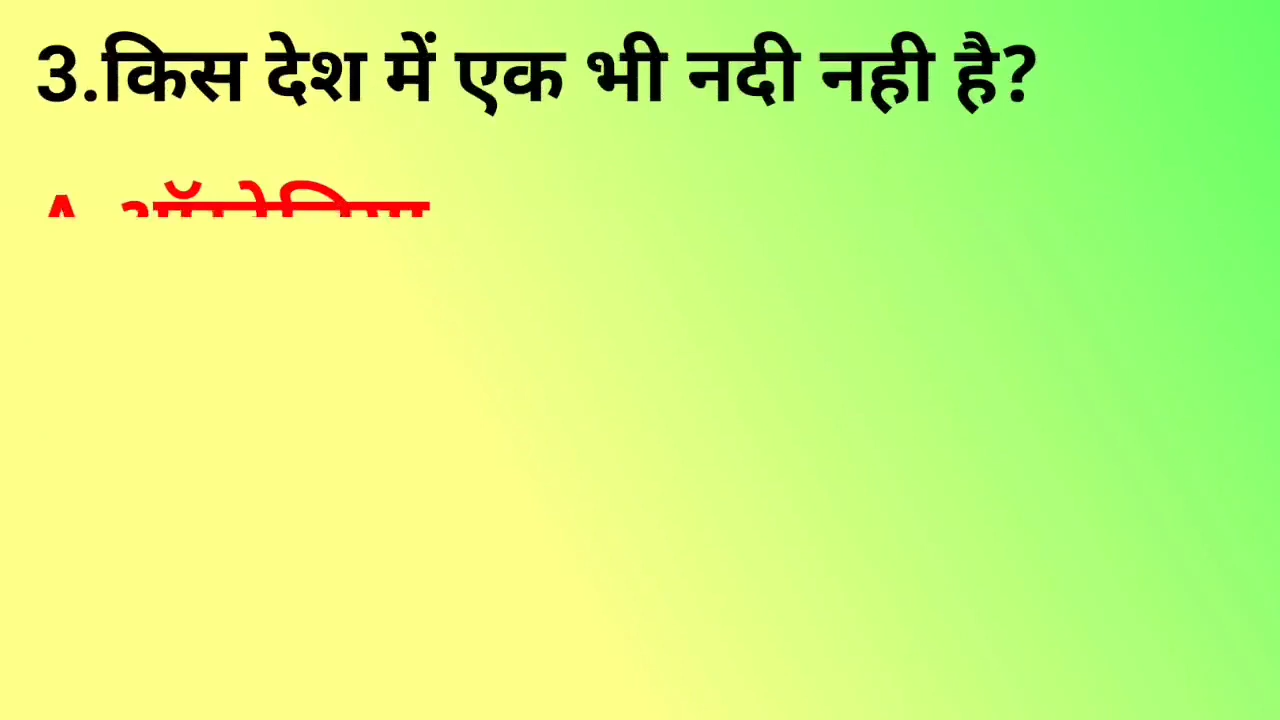 3.किस देश में एक भी नदी नही है?